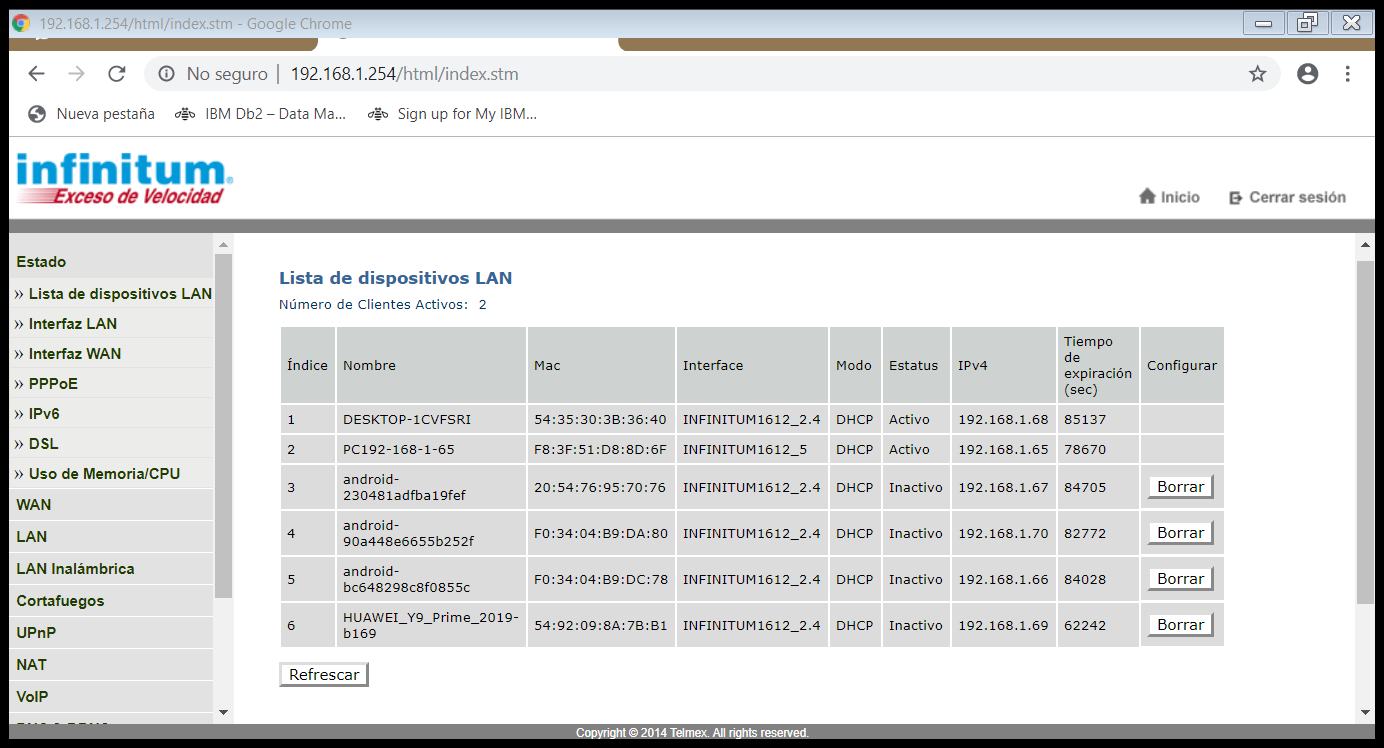 192.168.1.254/html/index.stm - Google Chrome
No seguro | 192.168.1.254/html/index.stm
Nueva pestaña IBM Db2 – Data Ma... Sign up for My IBM...
infinitum®
Exceso de Velocidad
Inicio Cerrar sesión
Estado
» Lista de dispositivos LAN
» Interfaz LAN
» Interfaz WAN
» PPPoE
» IPv6
» DSL
» Uso de Memoria/CPU
WAN
LAN
LAN Inalámbrica
Cortafuegos
UPnP
NAT
VoIP
Lista de dispositivos LAN
Número de Clientes Activos: 2
Índice Nombre Mac Interface Modo Estatus IPv4 Tiempo de expiración (sec) Configurar
1 DESKTOP-1CVFSRI 54:35:30:3B:36:40 INFINITUM1612_2.4 DHCP Activo 192.168.1.68 85137
2 PC192-168-1-65 F8:3F:51:D8:8D:6F INFINITUM1612_5 DHCP Activo 192.168.1.65 78670
3 android-230481adfba19fef 20:54:76:95:70:76 INFINITUM1612_2.4 DHCP Inactivo 192.168.1.67 84705 Borrar
4 android-90a448e6655b252f F0:34:04:B9:DA:80 INFINITUM1612_2.4 DHCP Inactivo 192.168.1.70 82772 Borrar
5 android-bc648298c8f0855c F0:34:04:B9:DC:78 INFINITUM1612_2.4 DHCP Inactivo 192.168.1.66 84028 Borrar
6 HUAWEI_Y9_Prime_2019-b169 54:92:09:8A:7B:B1 INFINITUM1612_2.4 DHCP Inactivo 192.168.1.69 62242 Borrar
Refrescar
Copyright © 2014 Telmex. All rights reserved.